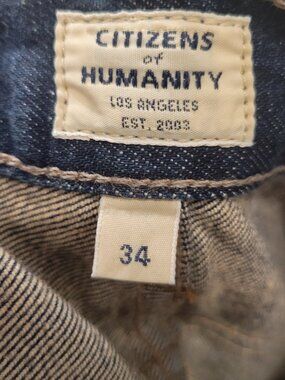 CITIZENS
of
HUMANITY
LOS ANGELES
EST. 2003
34